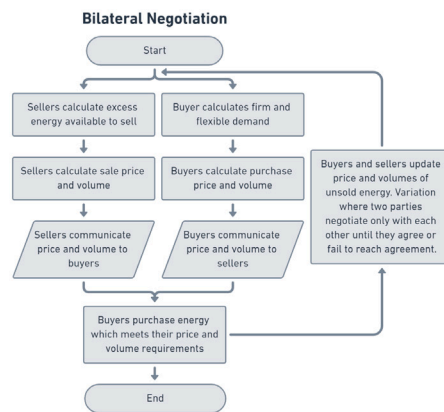 Bilateral Negotiation
Start
Sellers calculate excess
energy available to sell
Buyer calculates firm and
flexible demand
Sellers calculate sale price
and volume
Buyers calculate purchase
price and volume
Buyers and sellers update
price and volumes of
unsold energy. Variation
where two parties
negotiate only with each
other until they agree or
fail to reach agreement.
Sellers communicate
price and volume to
buyers
Buyers communicate
price and volume to
sellers
Buyers purchase energy
which meets their price and
volume requirements
End